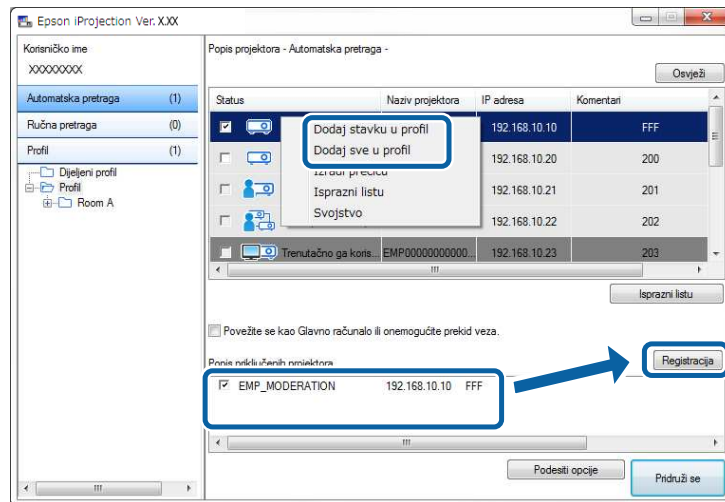 Epson iProjection Ver. X.XX
Korisničko ime
XXXXXXXX
Automatska pretraga (1)
Ručna pretraga (0)
Profil (1)
Dijeljeni profil
Profil
Room A
Popis projektora - Automatska pretraga -
Osvježi
Status Naziv projektora IP adresa Komentari
192.168.10.10 FFF
192.168.10.20 200
192.168.10.21 201
192.168.10.22 202
Trenutačno ga koris... EMP00000000000... 192.168.10.23 203
Dodaj stavku u profil
Dodaj sve u profil
Izradi prečicu
Isprazni listu
Svojstvo
Isprazni listu
Povežite se kao Glavno računalo ili onemogućite prekid veza.
Popis priključenih projektora
Registracija
EMP_MODERATION 192.168.10.10 FFF
Podesiti opcije
Pridruži se